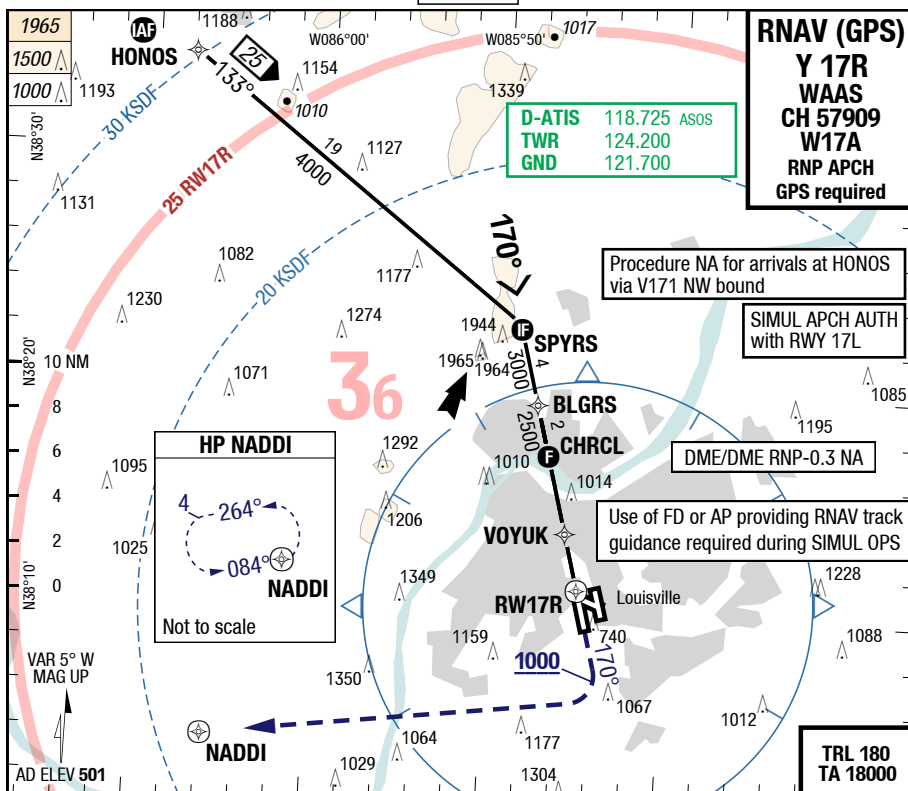 1965
1500
1000
1193
1188
IAF
HONOS
25
133°
1154
1010
W086°00'
W085°50'
1017
1339
RNAV (GPS)
Y 17R
WAAS
CH 57909
W17A
RNP APCH
GPS required
D-ATIS 118.725 ASOS
TWR 124.200
GND 121.700
N38°30'
30 KSDF
25 RW17R
1131
19
4000
1127
170°
20 KSDF
1082
1177
1230
1274
Procedure NA for arrivals at HONOS
via V171 NW bound
SIMUL APCH AUTH
with RWY 17L
1944
IF
SPYRS
1965
1964
4
3000
N38°20'
10 NM
36
1071
1085
8
BLGRS
2
2500
1195
6
HP NADDI
1292
F
CHRCL
DME/DME RNP-0.3 NA
1095
1010
1014
4
4
264°
1206
2
1025
084°
NADDI
VOYUK
Use of FD or AP providing RNAV track
guidance required during SIMUL OPS
0
N38°10'
1349
1228
RW17R
Louisville
Not to scale
740
1159
1088
VAR 5° W
MAG UP
1350
1000
170°
1067
1012
NADDI
1064
1177
AD ELEV 501
1029
1304
TRL 180
TA 18000